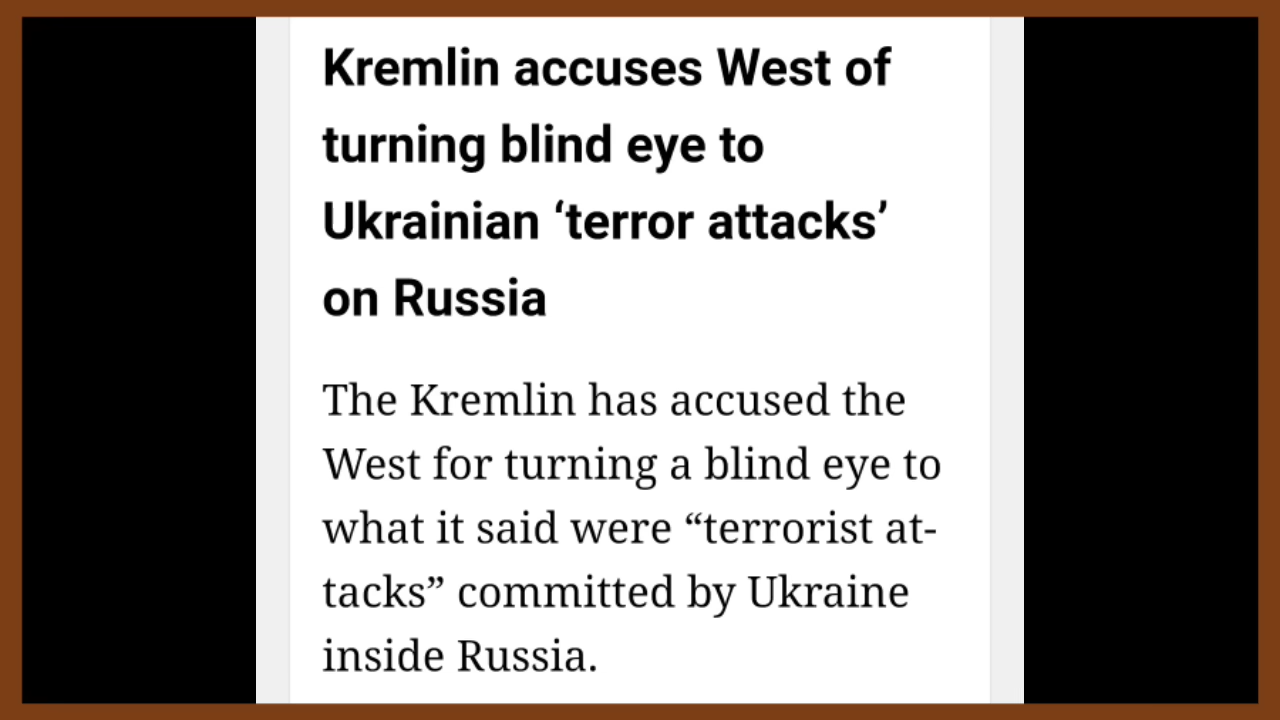 Kremlin accuses West of
turning blind eye to
Ukrainian ‘terror attacks’
on Russia
The Kremlin has accused the
West for turning a blind eye to
what it said were “terrorist at-
tacks” committed by Ukraine
inside Russia.